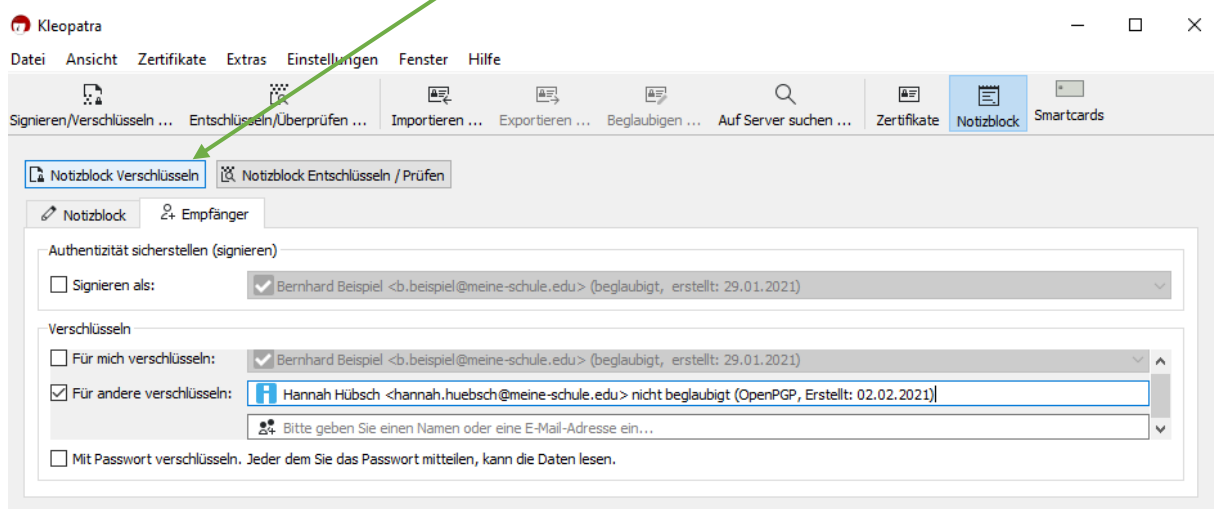 Kleopatra
Datei Ansicht Zertifikate Extras Einstellungen Fenster Hilfe
Signieren/Verschlüsseln ... Entschlüsseln/Überprüfen ... Importieren ... Exportieren ... Beglaubigen ... Auf Server suchen ... Zertifikate Notizblock Smartcards
Notizblock Verschlüsseln Notizblock Entschlüsseln / Prüfen
Notizblock Empfänger
Authentizität sicherstellen (signieren)
Signieren als: Bernhard Beispiel <b.beispiel@meine-schule.edu> (beglaubigt, erstellt: 29.01.2021)
Verschlüsseln
Für mich verschlüsseln: Bernhard Beispiel <b.beispiel@meine-schule.edu> (beglaubigt, erstellt: 29.01.2021)
Für andere verschlüsseln: Hannah Hübsch <hannah.huebsch@meine-schule.edu> nicht beglaubigt (OpenPGP, Erstellt: 02.02.2021)
Bitte geben Sie einen Namen oder eine E-Mail-Adresse ein...
Mit Passwort verschlüsseln. Jeder dem Sie das Passwort mitteilen, kann die Daten lesen.